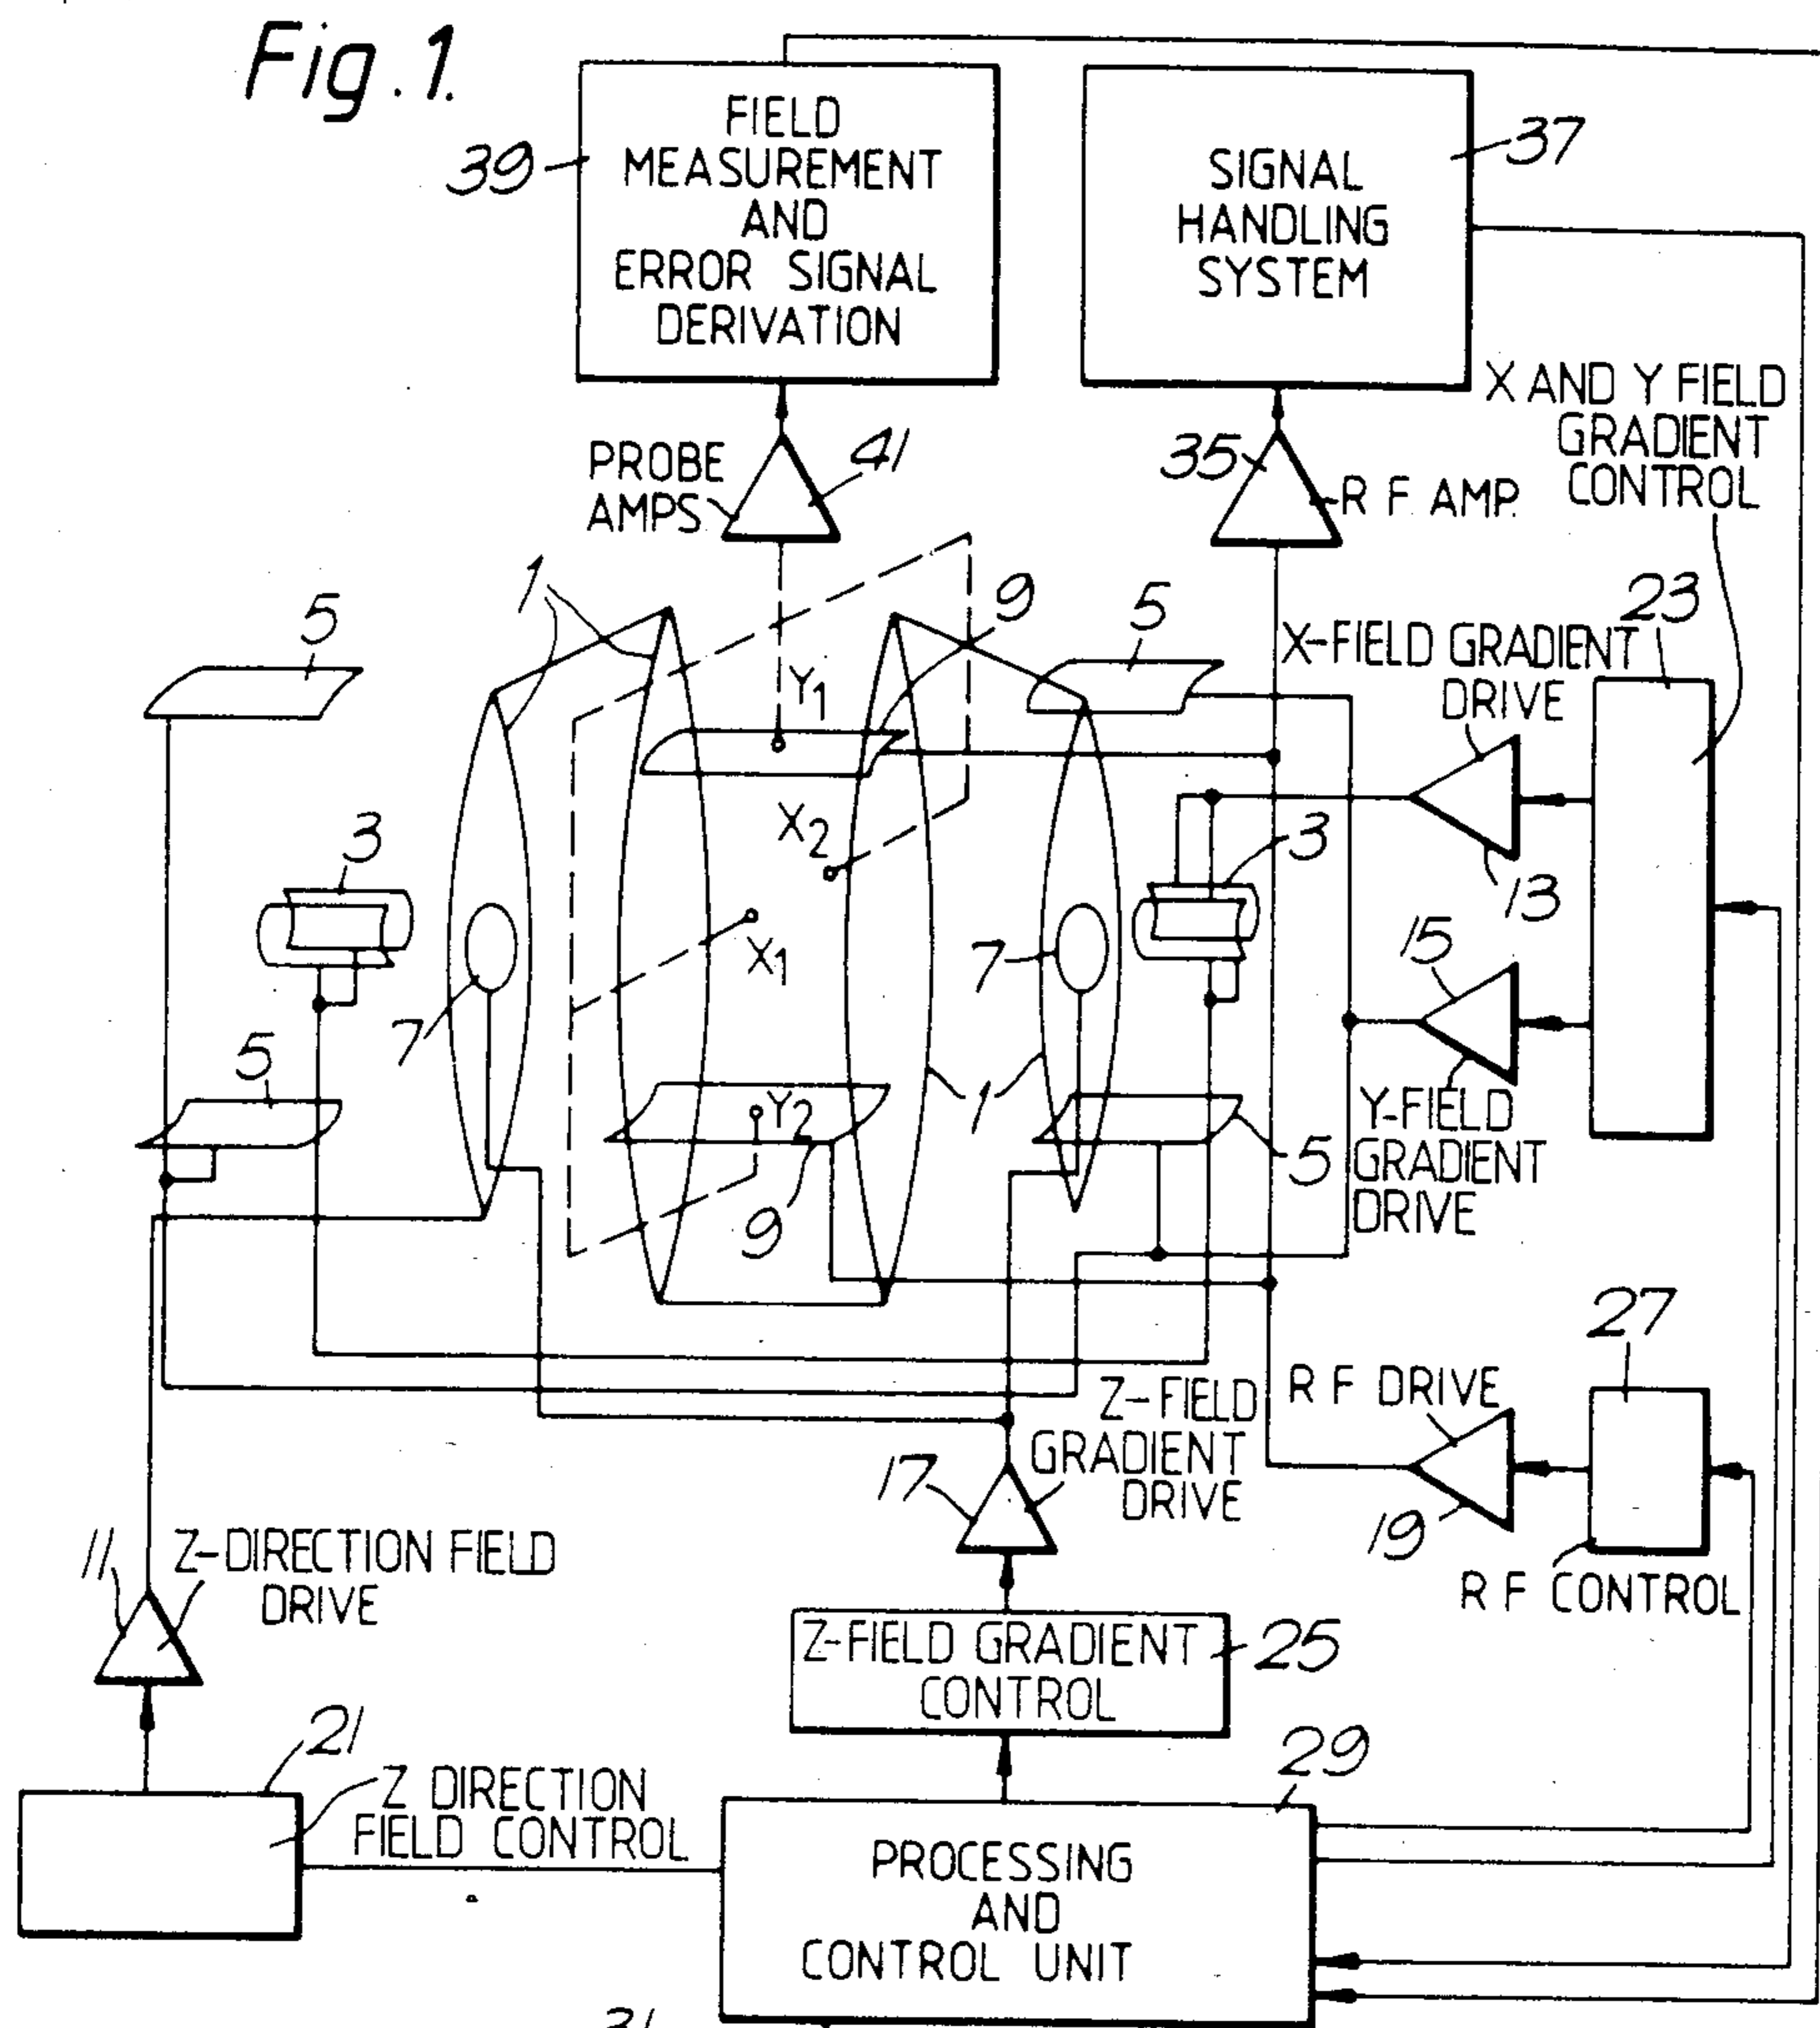 Fig.1.
FIELD
MEASUREMENT
AND
ERROR SIGNAL
DERIVATION
39
SIGNAL
HANDLING
SYSTEM
37
X AND Y FIELD
GRADIENT
CONTROL
PROBE
AMPS
41
35
R F AMP.
1
9
5
5
23
X-FIELD GRADIENT
DRIVE
Y1
X2
3
3
13
X1
7
7
15
5
Y2
1
9
5
Y-FIELD
GRADIENT
DRIVE
27
R F DRIVE
Z-FIELD
GRADIENT
DRIVE
17
19
R F CONTROL
11
Z-DIRECTION FIELD
DRIVE
Z-FIELD GRADIENT
CONTROL
25
21
Z DIRECTION
FIELD CONTROL
29
PROCESSING
AND
CONTROL UNIT
31